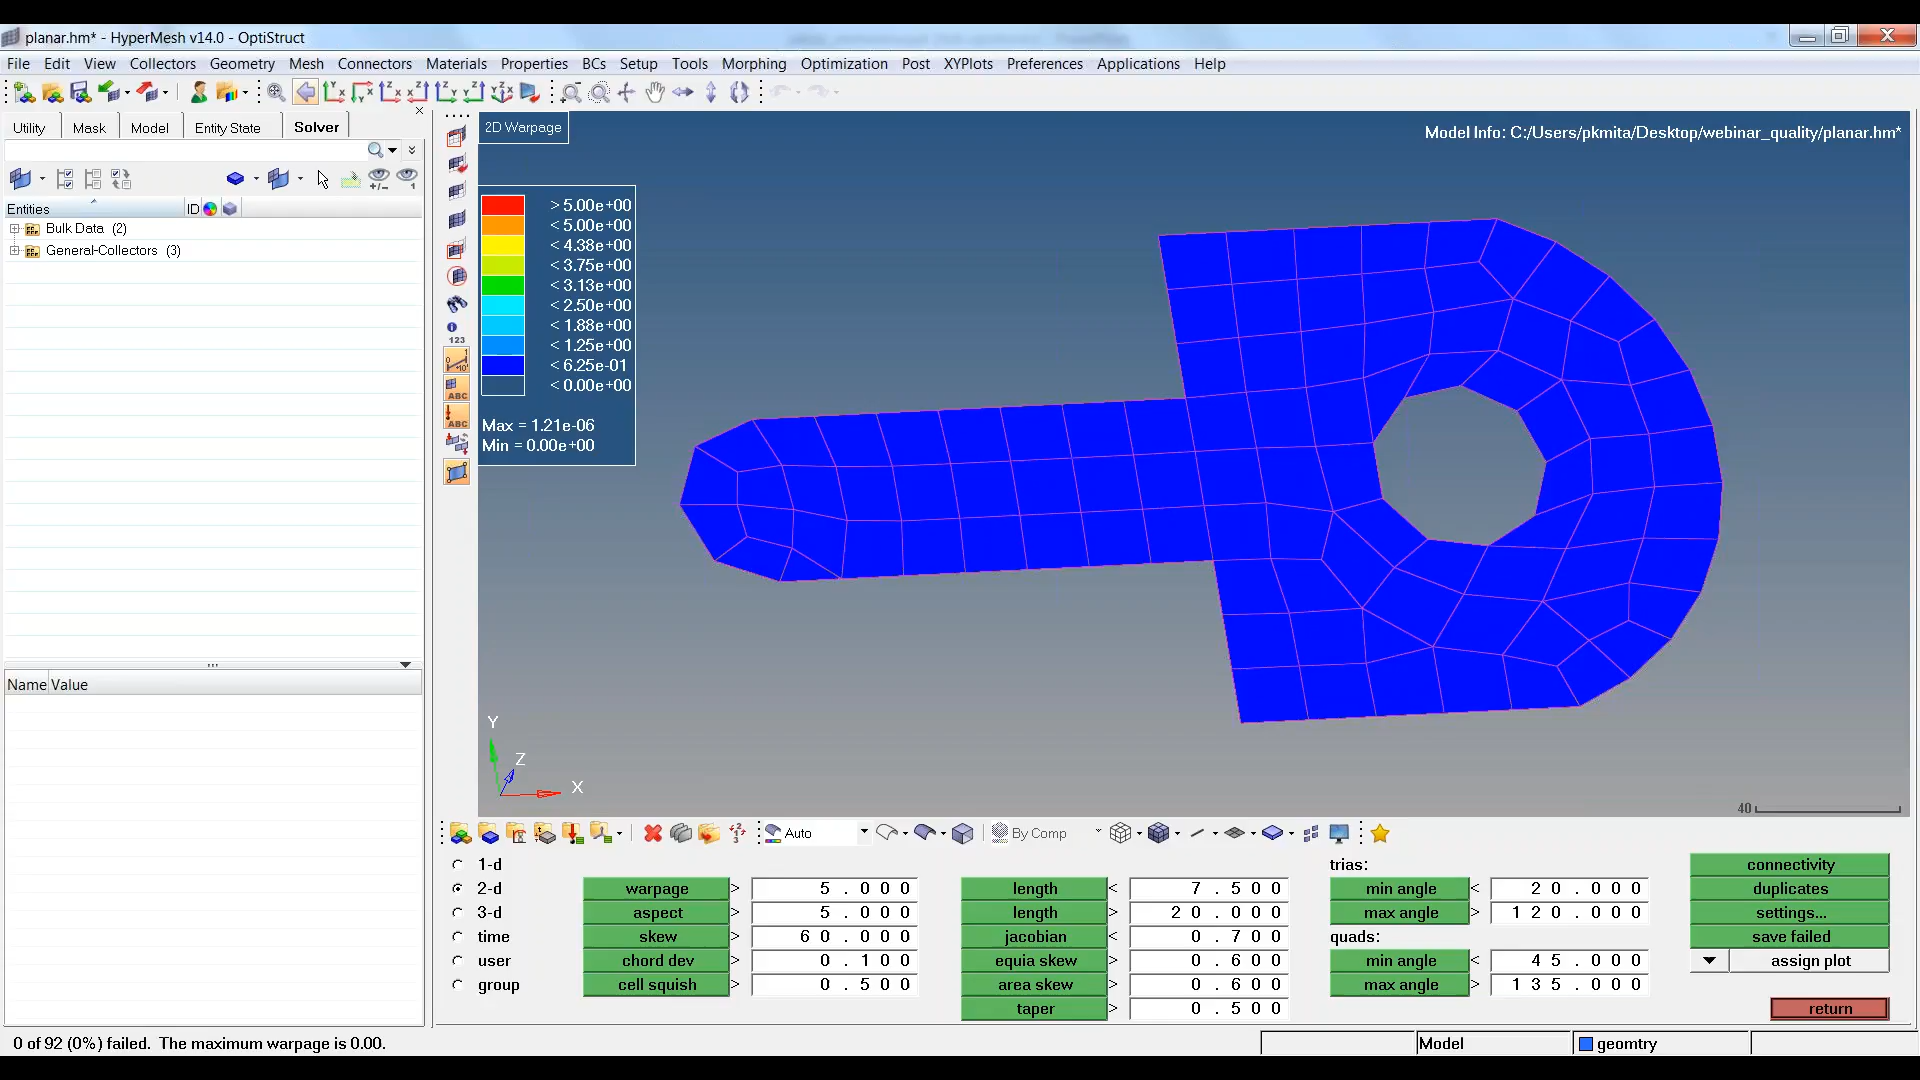 planar.hm* - HyperMesh v14.0 - OptiStruct
File Edit View Collectors Geometry Mesh Connectors Materials Properties BCs Setup Tools Morphing Optimization Post XYPlots Preferences Applications Help
Utility Mask Model Entity State Solver
Entities ID
Bulk Data (2)
General-Collectors (3)
Name Value
2D Warpage
Model Info: C:/Users/pkmita/Desktop/webinar_quality/planar.hm*
> 5.00e+00
< 5.00e+00
< 4.38e+00
< 3.75e+00
< 3.13e+00
< 2.50e+00
< 1.88e+00
< 1.25e+00
< 6.25e-01
< 0.00e+00
Max = 1.21e-06
Min = 0.00e+00
123
ABC
ABC
Y
Z
X
40
Auto By Comp
1-d trias: connectivity
2-d warpage > 5.000 length < 7.500 min angle < 20.000 duplicates
3-d aspect > 5.000 length > 20.000 max angle > 120.000 settings...
time skew > 60.000 jacobian < 0.700 quads: save failed
user chord dev > 0.100 equia skew > 0.600 min angle < 45.000 assign plot
group cell squish > 0.500 area skew > 0.600 max angle > 135.000
taper > 0.500 return
0 of 92 (0%) failed. The maximum warpage is 0.00. Model geomtry